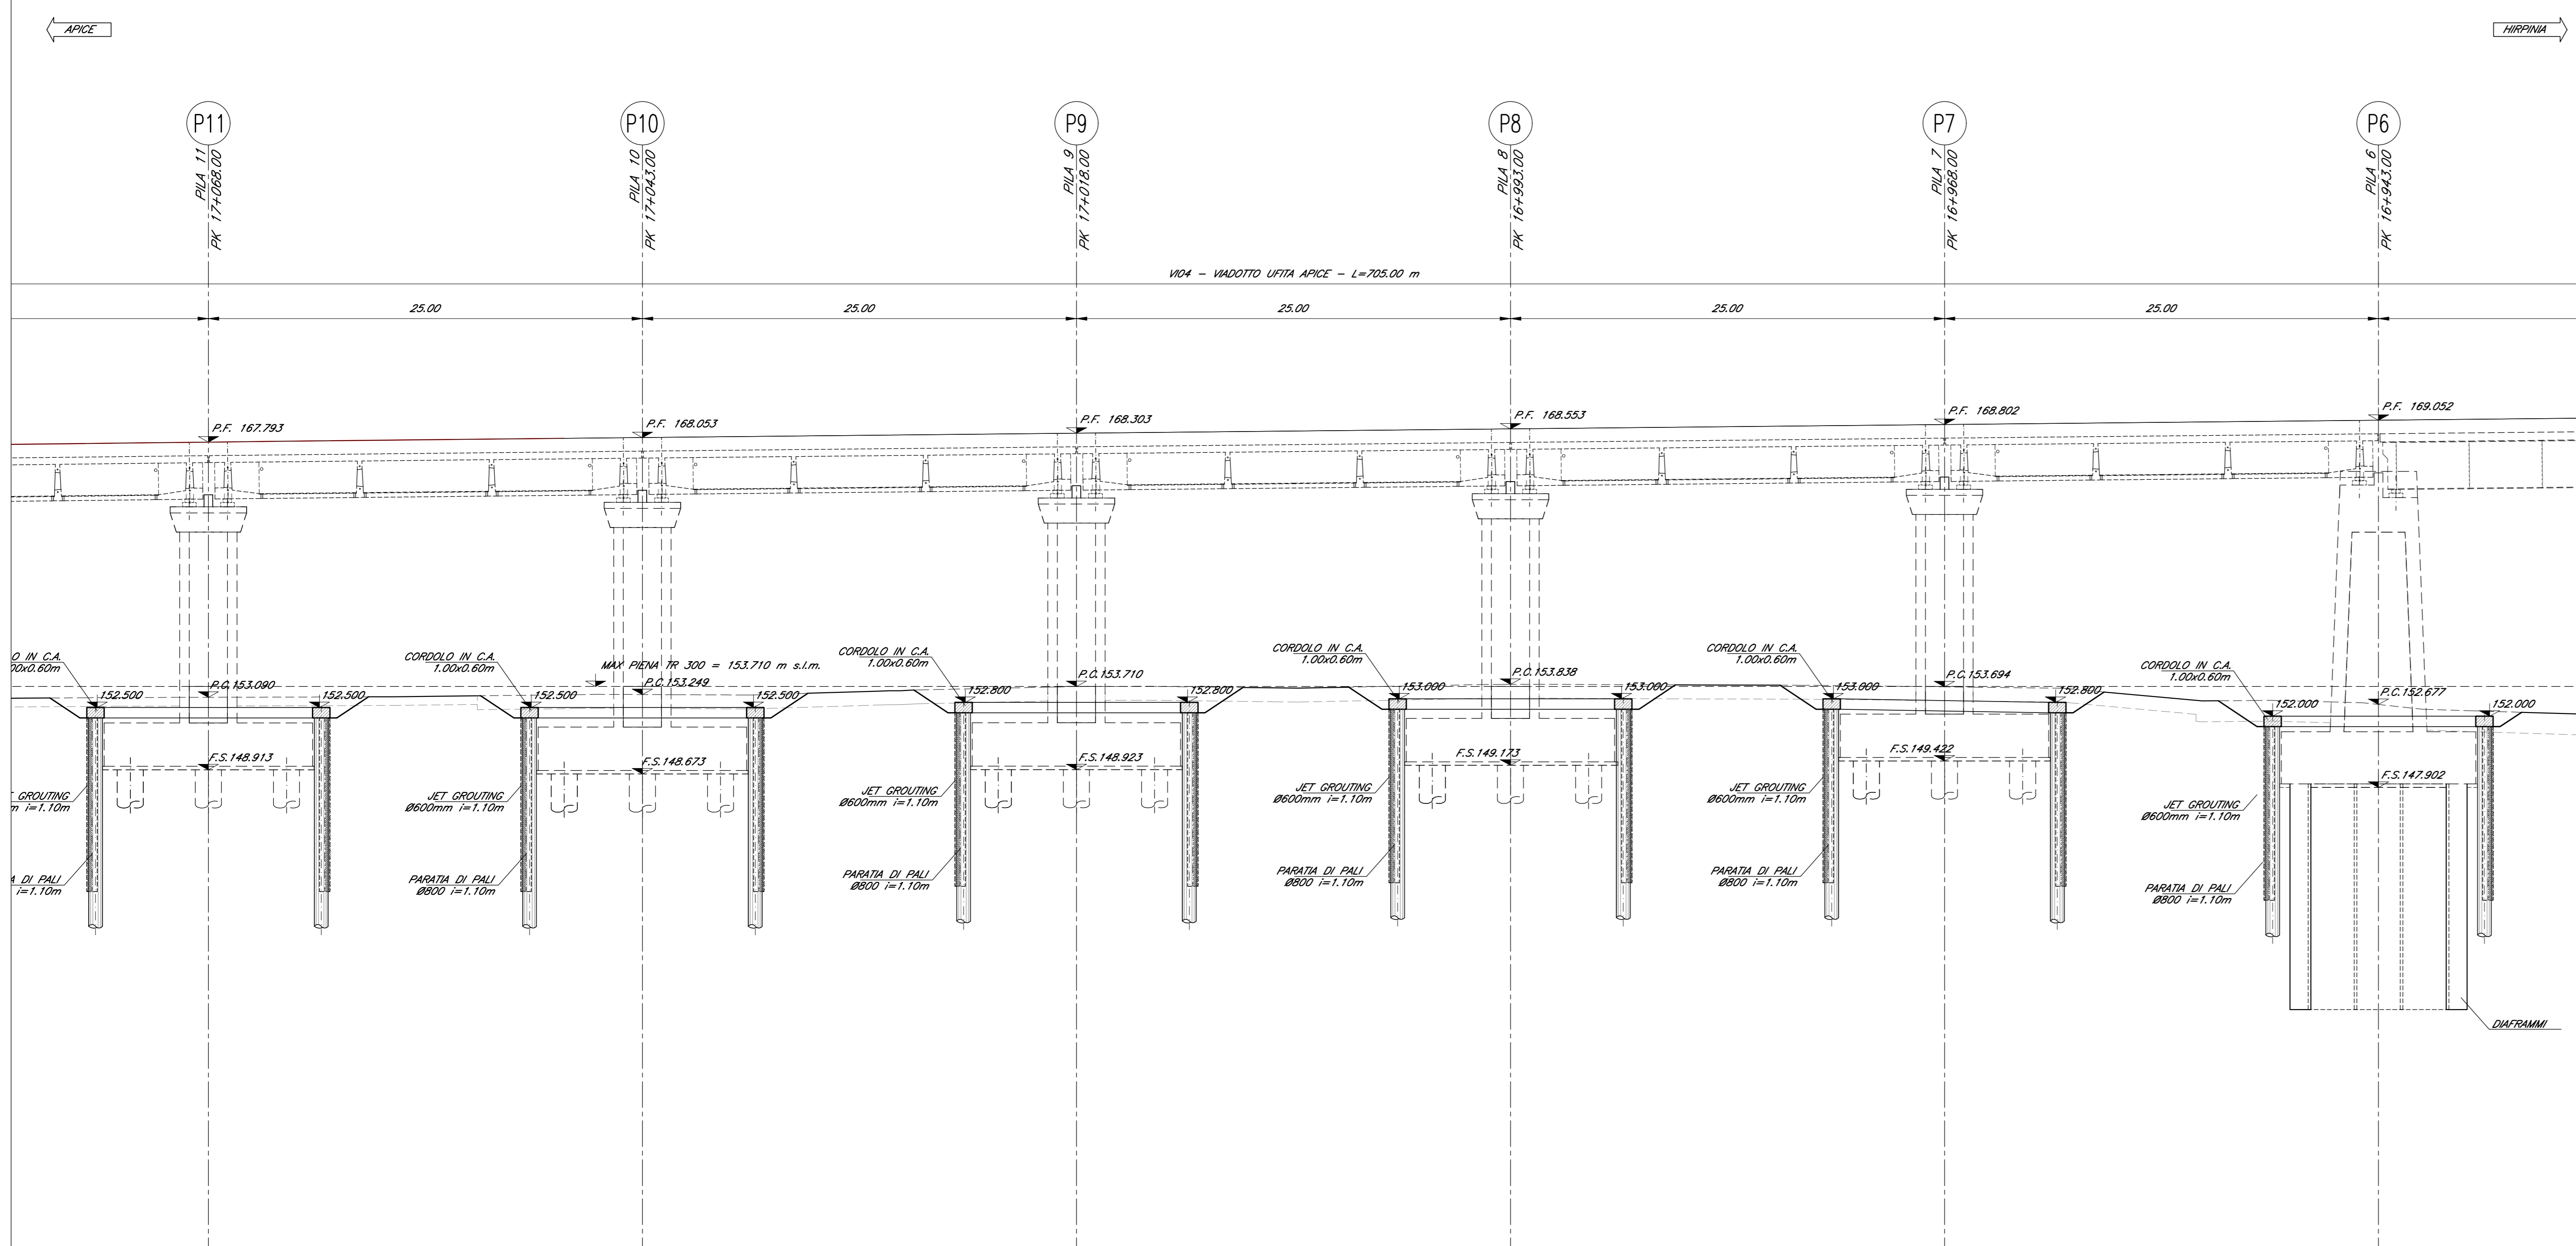 APICE
HIRPINIA
P11
P10
P9
P8
P7
P6
PILA 11
PK 17+068.00
PILA 10
PK 17+043.00
PILA 9
PK 17+018.00
PILA 8
PK 16+993.00
PILA 7
PK 16+968.00
PILA 6
PK 16+943.00
VI04 - VIADOTTO UFITA APICE - L=705.00 m
25.00
25.00
25.00
25.00
25.00
P.F. 167.793
P.F. 168.053
P.F. 168.303
P.F. 168.553
P.F. 168.802
P.F. 169.052
O IN C.A.
00x0.60m
CORDOLO IN C.A.
1.00x0.60m
CORDOLO IN C.A.
1.00x0.60m
CORDOLO IN C.A.
1.00x0.60m
CORDOLO IN C.A.
1.00x0.60m
CORDOLO IN C.A.
1.00x0.60m
MAX PIENA TR 300 = 153.710 m s.l.m.
P.C.153.090
P.C.153.249
P.C.153.710
P.C.153.838
P.C.153.694
P.C.152.677
152.500
152.500
152.500
152.500
152.800
152.800
153.000
153.000
153.000
152.800
152.000
152.000
F.S.148.913
F.S.148.673
F.S.148.923
F.S.149.173
F.S.149.422
F.S.147.902
T GROUTING
m i=1.10m
JET GROUTING
Ø600mm i=1.10m
JET GROUTING
Ø600mm i=1.10m
JET GROUTING
Ø600mm i=1.10m
JET GROUTING
Ø600mm i=1.10m
JET GROUTING
Ø600mm i=1.10m
A DI PALI
i=1.10m
PARATIA DI PALI
Ø800 i=1.10m
PARATIA DI PALI
Ø800 i=1.10m
PARATIA DI PALI
Ø800 i=1.10m
PARATIA DI PALI
Ø800 i=1.10m
PARATIA DI PALI
Ø800 i=1.10m
DIAFRAMMI